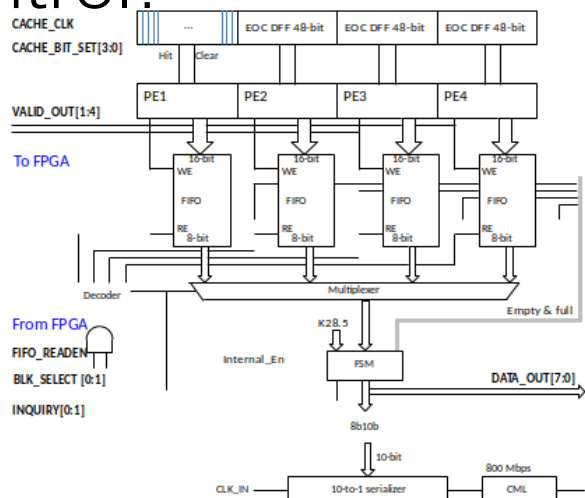 CACHE_CLK
--- EOC DFF 48-bit EOC DFF 48-bit EOC DFF 48-bit
CACHE_BIT_SET[3:0]
Hit Clear
PE1 PE2 PE3 PE4
VALID_OUT[1:4]
To FPGA
16-bit 16-bit 16-bit 16-bit
WE WE WE WE
FIFO FIFO FIFO FIFO
RE RE RE RE
8-bit 8-bit 8-bit 8-bit
Decoder
Multiplexer
Empty & full
From FPGA
K28.5
FIFO_READEN
Internal_En
FSM
BLK_SELECT [0:1]
DATA_OUT[7:0]
INQUIRY[0:1]
8b10b
10-bit
800 Mbps
CLK_IN
10-to-1 serializer
CML